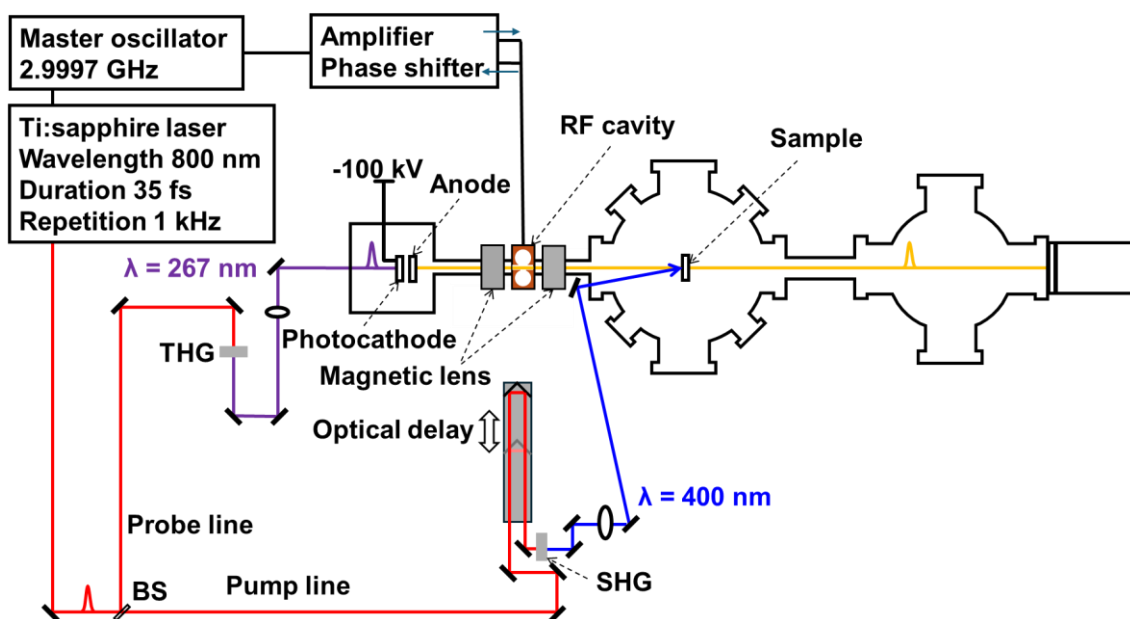 Master oscillator
2.9997 GHz
Amplifier
Phase shifter
Ti:sapphire laser
Wavelength 800 nm
Duration 35 fs
Repetition 1 kHz
-100 kV
Anode
RF cavity
Sample
λ = 267 nm
Photocathode
THG
Magnetic lens
Optical delay
λ = 400 nm
Probe line
SHG
BS
Pump line